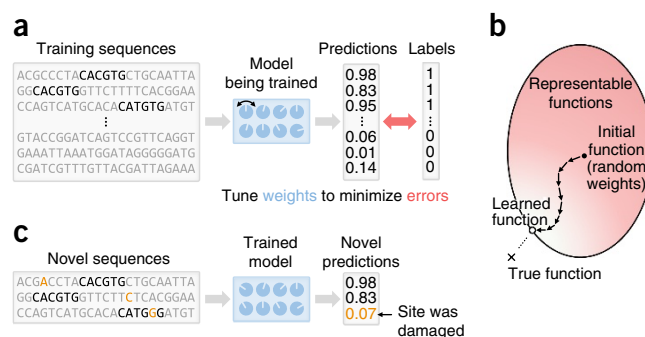 a
Training sequences
ACGCCCTACACGTGCTGCAATTA
GGCACGTGGTTCTTTTCACGGAA
CCAGTCATGCACACATGTGATGT
⋮
GTACCGGATCAGTCCGTTCAGGT
GAAATTAAATGGATAGGGGGATG
CGATCGTTTGTTACGATTAGAAA
Model
being trained
Predictions
0.98
0.83
0.95
⋮
0.06
0.01
0.14
Labels
1
1
1
⋮
0
0
0
Tune weights to minimize errors
b
Representable
functions
Initial
function
(random
weights)
Learned
function
True function
c
Novel sequences
ACGACCTACACGTGCTGCAATTA
GGCACGTGGTTCTTCTCACGGAA
CCAGTCATGCACACATGGGATGT
Trained
model
Novel
predictions
0.98
0.83
0.07
Site was
damaged